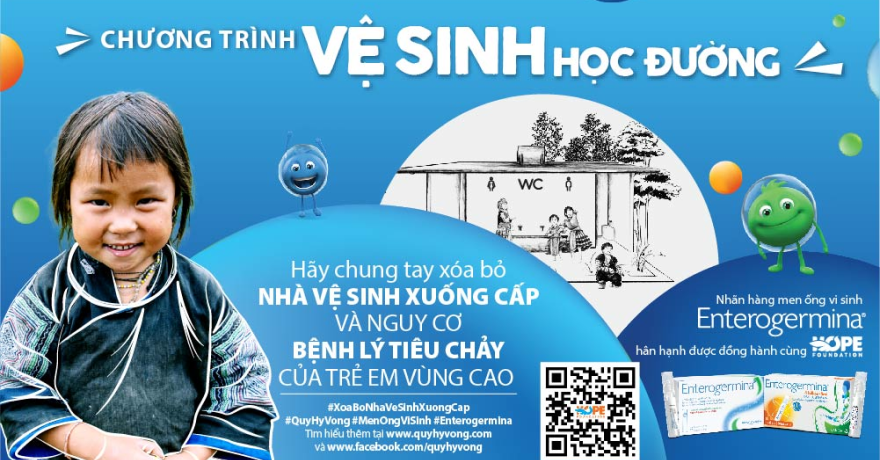 CHƯƠNG TRÌNH VỆ SINH HỌC ĐƯỜNG
WC
Hãy chung tay xóa bỏ
NHÀ VỆ SINH XUỐNG CẤP
VÀ NGUY CƠ
BỆNH LÝ TIÊU CHẢY
CỦA TRẺ EM VÙNG CAO
#XoaBoNhaVeSinhXuongCap
#QuyHyVong #MenOngViSinh #Enterogermina
Tìm hiểu thêm tại www.quyhyvong.com
và www.facebook.com/quyhyvong
HOPE
Nhãn hàng men ống vi sinh
Enterogermina®
hân hạnh được đồng hành cùng HOPE
FOUNDATION
Enterogermina
Enterogermina